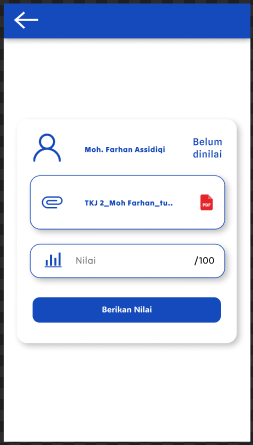 Moh. Farhan Assidiqi
Belum
dinilai
TKJ 2_Moh Farhan_tu..
PDF
Nilai
/100
Berikan Nilai